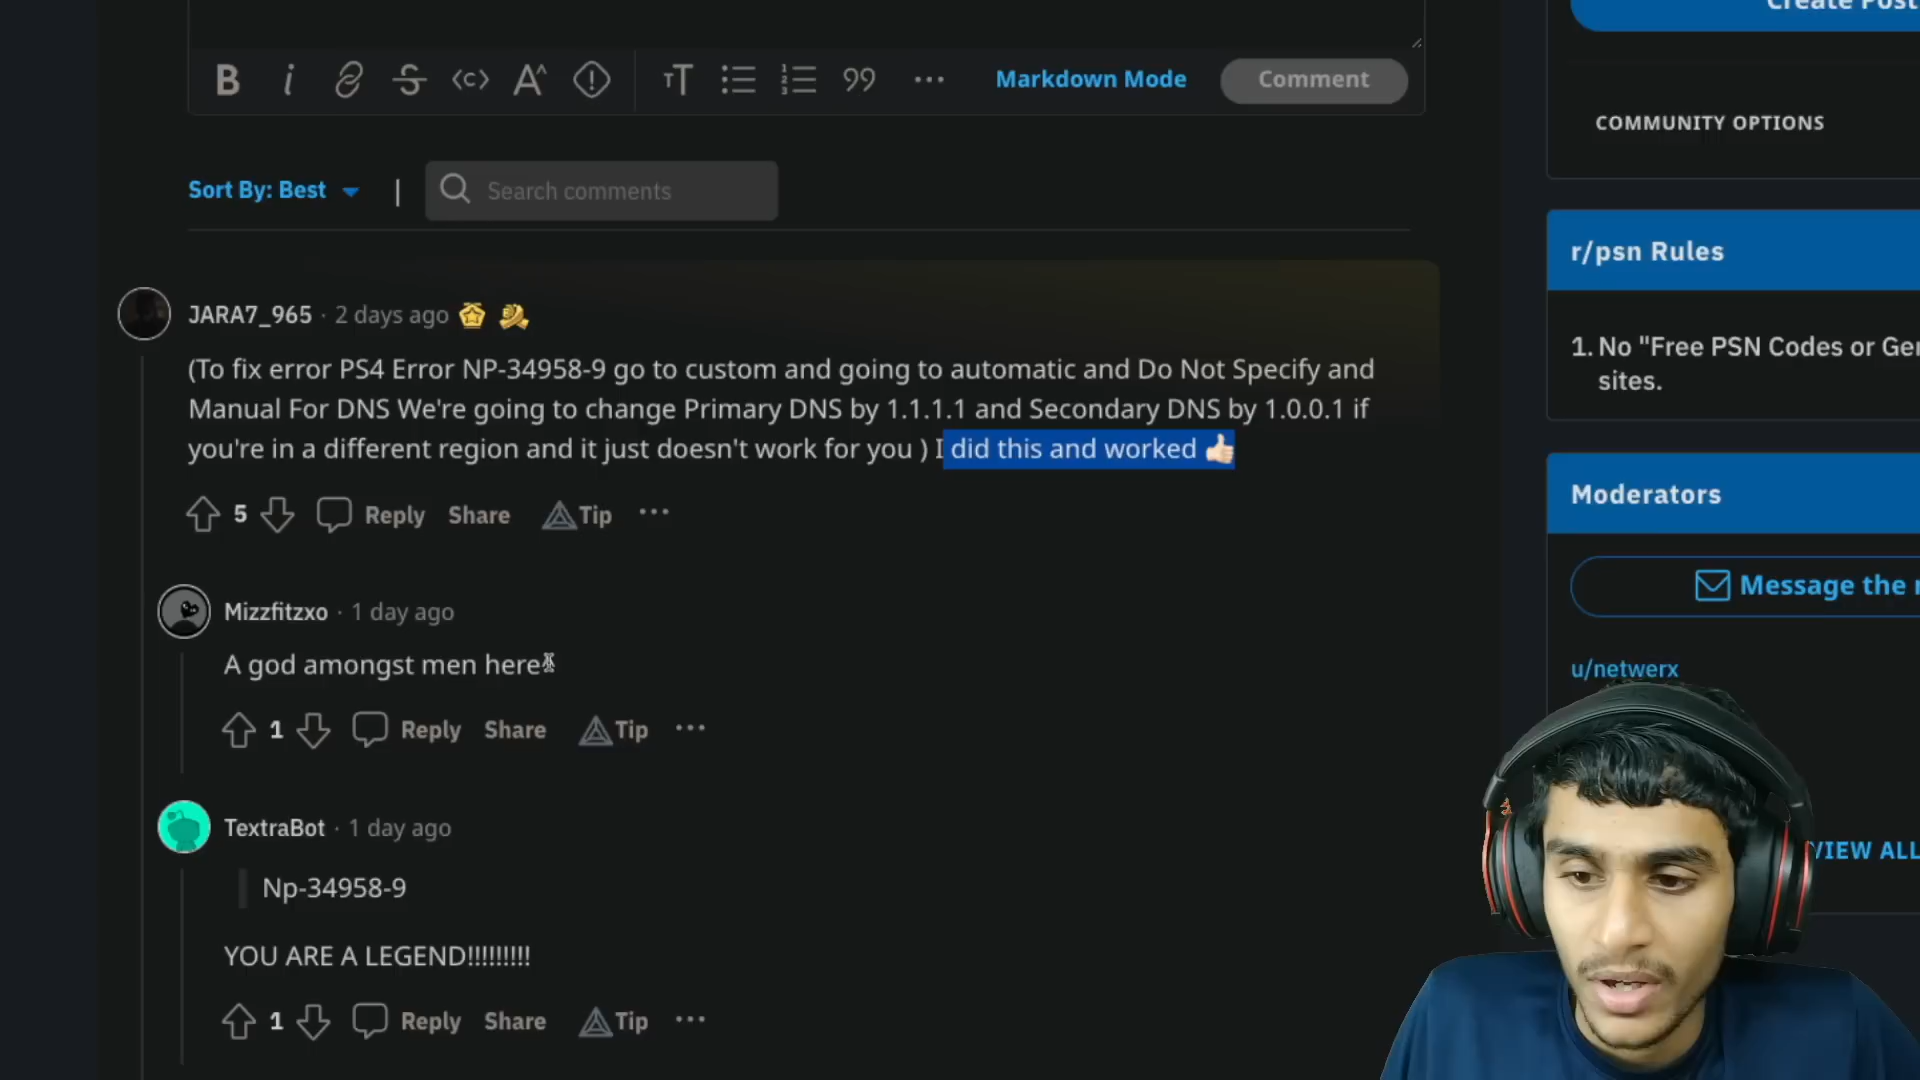 Create Post
B i S <c> A^ T 99 ... Markdown Mode Comment
COMMUNITY OPTIONS
Sort By: Best | Search comments
r/psn Rules
1. No "Free PSN Codes or Ge
sites.
JARA7_965 · 2 days ago
(To fix error PS4 Error NP-34958-9 go to custom and going to automatic and Do Not Specify and
Manual For DNS We're going to change Primary DNS by 1.1.1.1 and Secondary DNS by 1.0.0.1 if
you're in a different region and it just doesn't work for you ) I did this and worked 👍🏻
5 Reply Share Tip ...
Moderators
Message the
u/netwerx
VIEW ALL
Mizzfitzxo · 1 day ago
A god amongst men here
1 Reply Share Tip ...
TextraBot · 1 day ago
Np-34958-9
YOU ARE A LEGEND!!!!!!!!!
1 Reply Share Tip ...